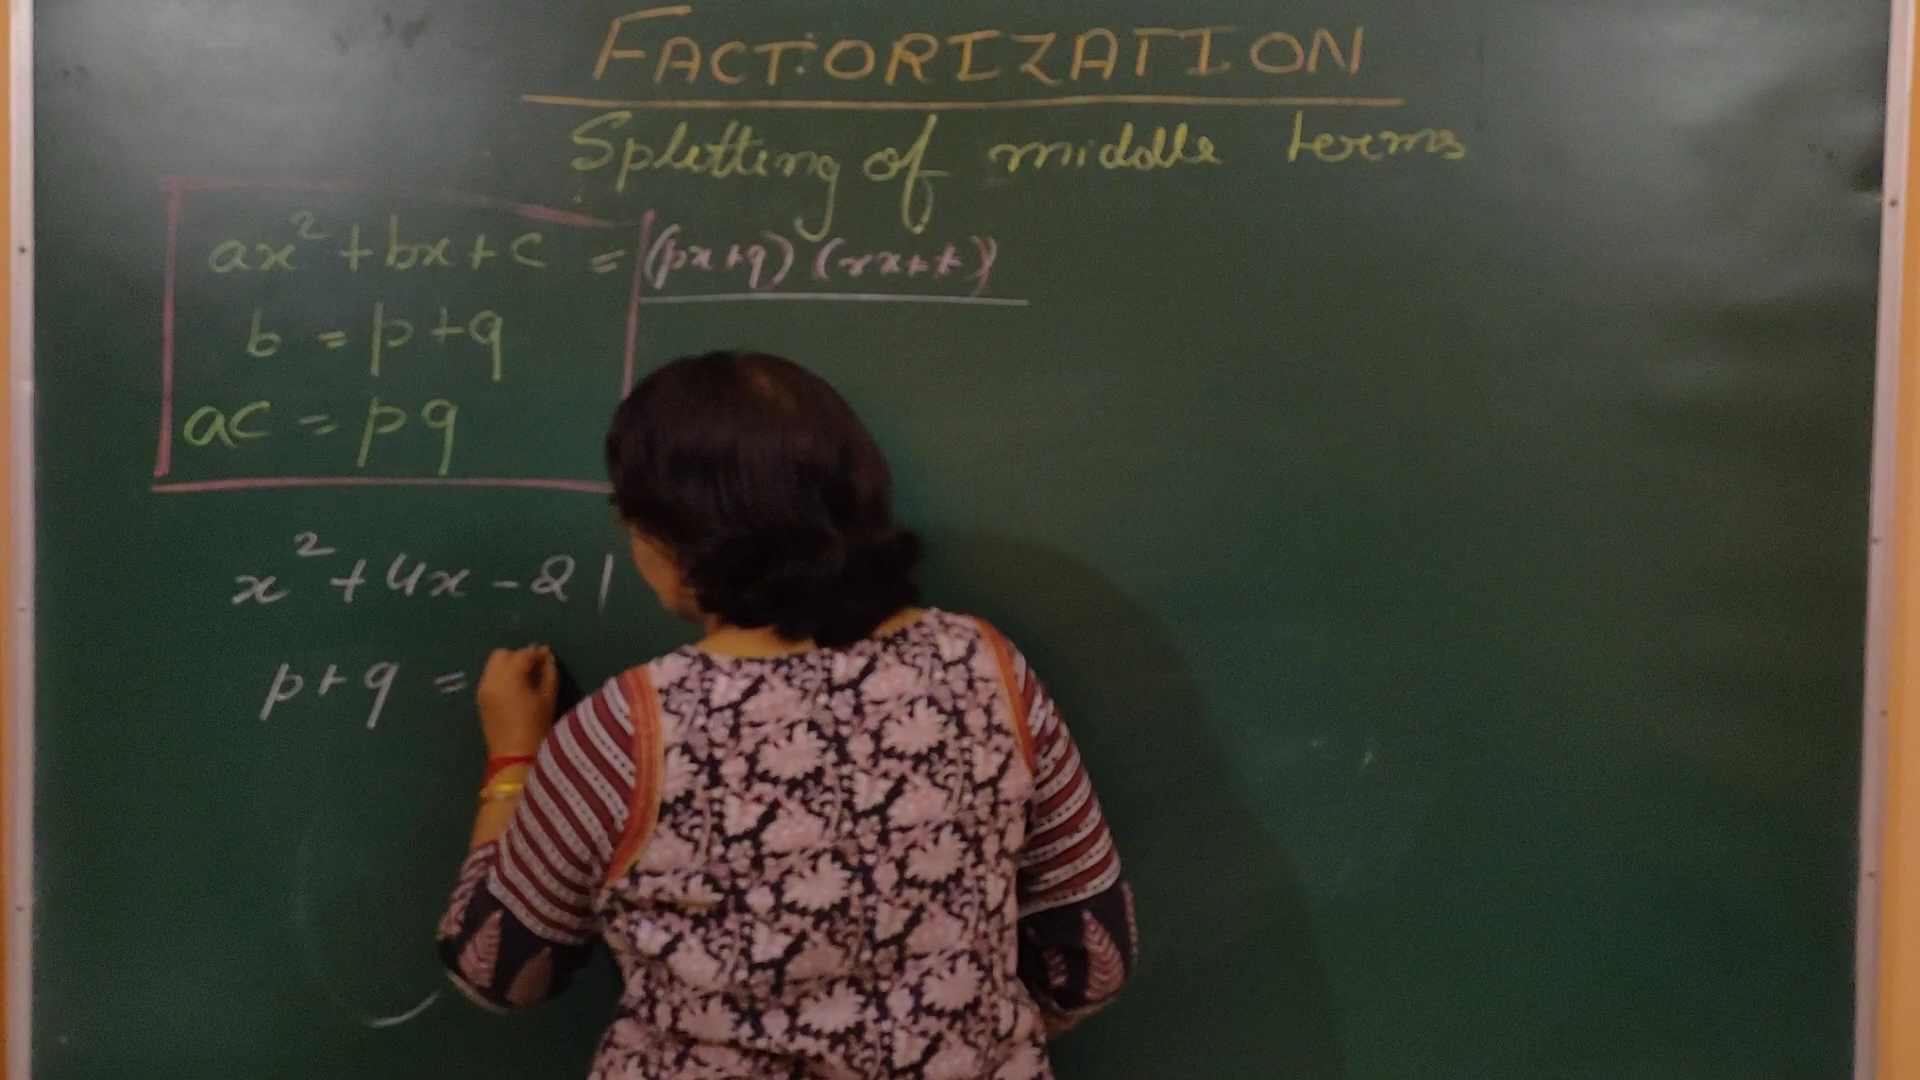 FACTORIZATION
Splitting of middle terms
ax² + bx + c = (px+q) (rx+t)
b = p+q
ac = pq
x² + 4x - 21
p+q =